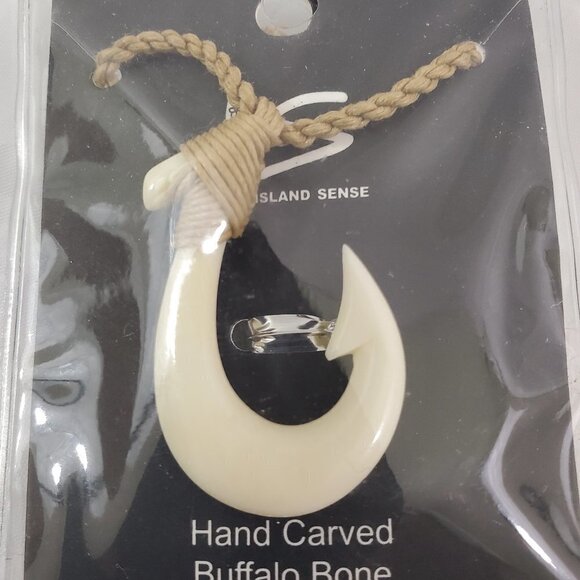 ISLAND SENSE
Hand Carved
Buffalo Bone